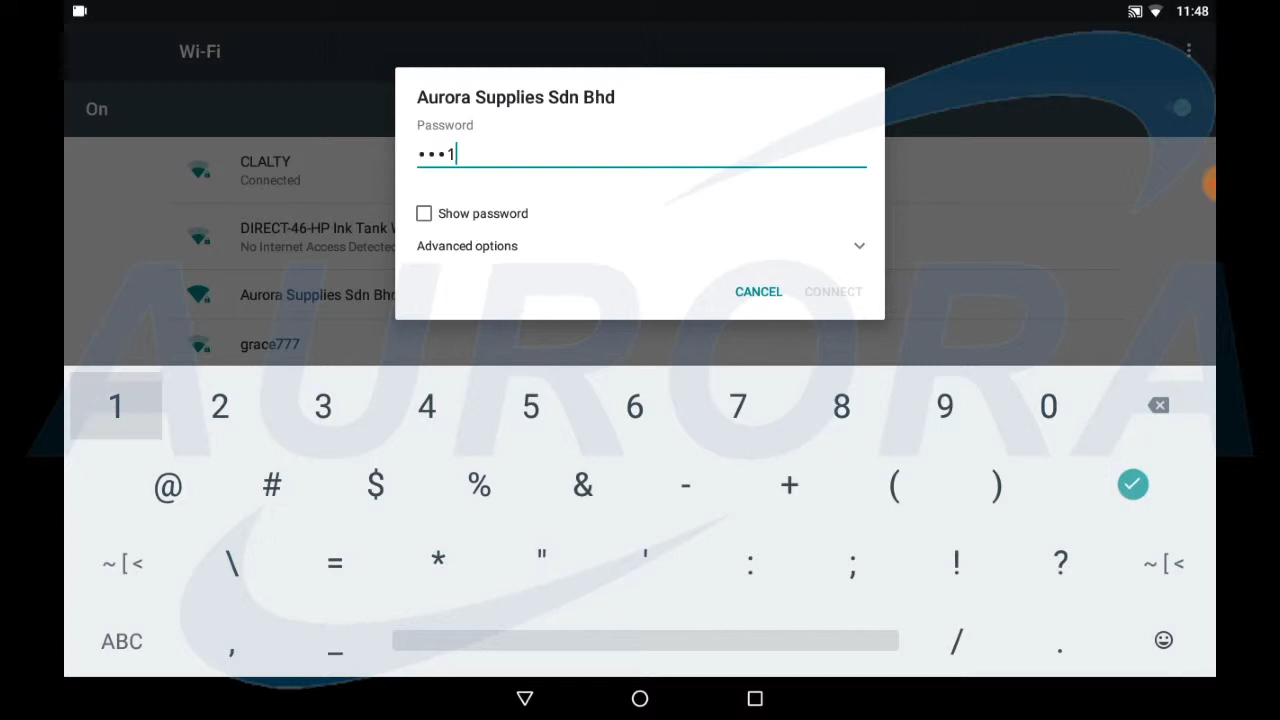 11:48
Wi-Fi
On
Aurora Supplies Sdn Bhd
Password
•••1
Show password
Advanced options
CANCEL CONNECT
CLALTY
Connected
DIRECT-46-HP Ink Tank
No Internet Access Detected
Aurora Supplies Sdn Bhd
grace777
1 2 3 4 5 6 7 8 9 0
@ # $ % & - + ( )
~[< \ = * " ' : ; ! ? ~[<
ABC , _ / .
AURORA